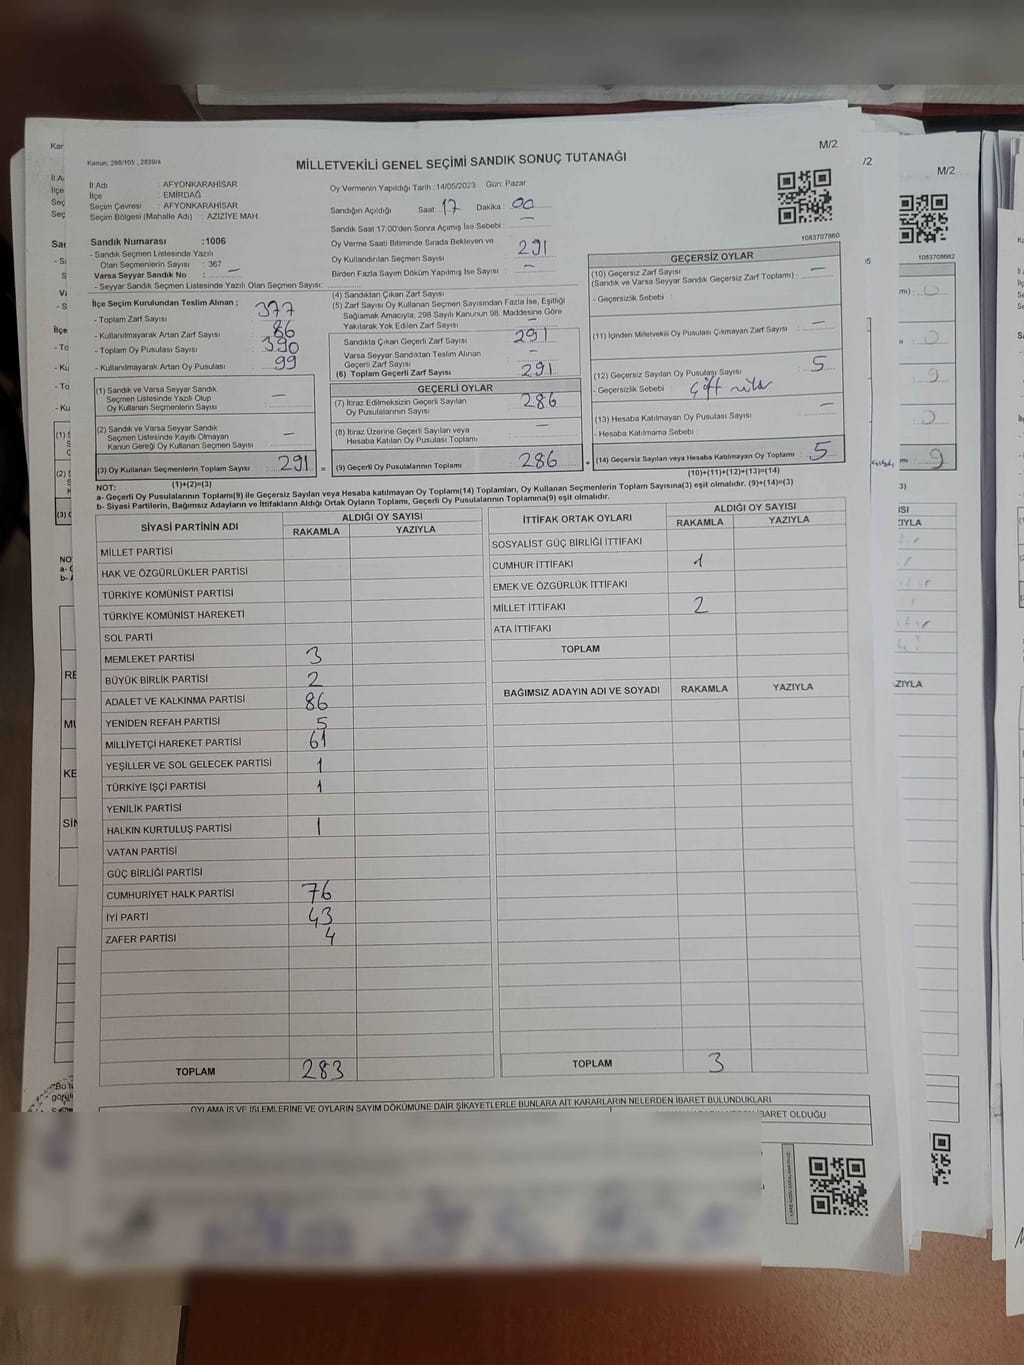 M/2
Kanun; 298/105 , 2839/4
MİLLETVEKİLİ GENEL SEÇİMİ SANDIK SONUÇ TUTANAĞI
İl Adı : AFYONKARAHİSAR
İlçe : EMİRDAĞ
Seçim Çevresi : AFYONKARAHİSAR
Seçim Bölgesi (Mahalle Adı) : AZİZİYE MAH.
Oy Vermenin Yapıldığı Tarih :14/05/2023 Gün: Pazar
Sandığın Açıldığı Saat: 17 Dakika: 00
Sandık Saat 17:00'den Sonra Açılmış İse Sebebi : —
Sandık Numarası :1006
- Sandık Seçmen Listesinde Yazılı
Olan Seçmenlerin Sayısı : 367
Varsa Seyyar Sandık No : —
- Seyyar Sandık Seçmen Listesinde Yazılı Olan Seçmen Sayısı:
Oy Verme Saati Bitiminde Sırada Bekleyen ve
Oy Kullandırılan Seçmen Sayısı 291
Birden Fazla Sayım Döküm Yapılmış İse Sayısı : —
İlçe Seçim Kurulundan Teslim Alınan ;
- Toplam Zarf Sayısı 377
- Kullanılmayarak Artan Zarf Sayısı : 86
- Toplam Oy Pusulası Sayısı 390
- Kullanılmayarak Artan Oy Pusulası : 99
(4) Sandıktan Çıkan Zarf Sayısı
(5) Zarf Sayısı Oy Kullanan Seçmen Sayısından Fazla İse, Eşitliği
Sağlamak Amacıyla, 298 Sayılı Kanunun 98. Maddesine Göre
Yakılarak Yok Edilen Zarf Sayısı —
Sandıkta Çıkan Geçerli Zarf Sayısı 291
Varsa Seyyar Sandıktan Teslim Alınan
Geçerli Zarf Sayısı —
(6) Toplam Geçerli Zarf Sayısı 291
1083707860
GEÇERSİZ OYLAR
(10) Geçersiz Zarf Sayısı
(Sandık ve Varsa Seyyar Sandık Geçersiz Zarf Toplamı) : —
- Geçersizlik Sebebi
(11) İçinden Milletvekili Oy Pusulası Çıkmayan Zarf Sayısı —
(12) Geçersiz Sayılan Oy Pusulası Sayısı 5
- Geçersizlik Sebebi Çift mühür
(13) Hesaba Katılmayan Oy Pusulası Sayısı —
- Hesaba Katılmama Sebebi
(14) Geçersiz Sayılan veya Hesaba Katılmayan Oy Toplamı : 5
(10)+(11)+(12)+(13)=(14)
(1) Sandık ve Varsa Seyyar Sandık
Seçmen Listesinde Yazılı Olup
Oy Kullanan Seçmenlerin Sayısı : —
(2) Sandık ve Varsa Seyyar Sandık
Seçmen Listesinde Kayıtlı Olmayan
Kanun Gereği Oy Kullanan Seçmen Sayısı : —
(3) Oy Kullanan Seçmenlerin Toplam Sayısı : 291 =
(1)+(2)=(3)
GEÇERLİ OYLAR
(7) İtiraz Edilmeksizin Geçerli Sayılan
Oy Pusulalarının Sayısı : 286
(8) İtiraz Üzerine Geçerli Sayılan veya
Hesaba Katılan Oy Pusulası Toplamı : —
(9) Geçerli Oy Pusulalarının Toplamı : 286 +
NOT:
a- Geçerli Oy Pusulalarının Toplamı(9) ile Geçersiz Sayılan veya Hesaba katılmayan Oy Toplamı(14) Toplamları, Oy Kullanan Seçmenlerin Toplam Sayısına(3) eşit olmalıdır. (9)+(14)=(3)
b- Siyasi Partilerin, Bağımsız Adayların ve İttifakların Aldığı Ortak Oyların Toplamı, Geçerli Oy Pusulalarının Toplamına(9) eşit olmalıdır.
SİYASİ PARTİNİN ADI ALDIĞI OY SAYISI
RAKAMLA YAZIYLA
MİLLET PARTİSİ
HAK VE ÖZGÜRLÜKLER PARTİSİ
TÜRKİYE KOMÜNİST PARTİSİ
TÜRKİYE KOMÜNİST HAREKETİ
SOL PARTİ
MEMLEKET PARTİSİ 3
BÜYÜK BİRLİK PARTİSİ 2
ADALET VE KALKINMA PARTİSİ 86
YENİDEN REFAH PARTİSİ 5
MİLLİYETÇİ HAREKET PARTİSİ 61
YEŞİLLER VE SOL GELECEK PARTİSİ 1
TÜRKİYE İŞÇİ PARTİSİ 1
YENİLİK PARTİSİ
HALKIN KURTULUŞ PARTİSİ 1
VATAN PARTİSİ
GÜÇ BİRLİĞİ PARTİSİ
CUMHURİYET HALK PARTİSİ 76
İYİ PARTİ 43
ZAFER PARTİSİ 4
TOPLAM 283
İTTİFAK ORTAK OYLARI ALDIĞI OY SAYISI
RAKAMLA YAZIYLA
SOSYALİST GÜÇ BİRLİĞİ İTTİFAKI
CUMHUR İTTİFAKI 1
EMEK VE ÖZGÜRLÜK İTTİFAKI
MİLLET İTTİFAKI 2
ATA İTTİFAKI
TOPLAM
BAĞIMSIZ ADAYIN ADI VE SOYADI RAKAMLA YAZIYLA
TOPLAM 3
OYLAMA İŞ VE İŞLEMLERİNE VE OYLARIN SAYIM DÖKÜMÜNE DAİR ŞİKAYETLERLE BUNLARA AİT KARARLARIN NELERDEN İBARET BULUNDUKLARI
İBARET OLDUĞU
M/2
1083708662